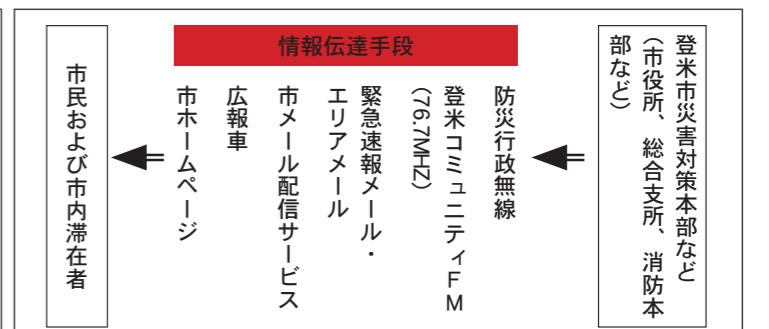 情報伝達手段
登米市災害対策本部など
（市役所、総合支所、消防本
部など）
防災行政無線
登米コミュニティFM
(76.7MHZ)
緊急速報メール・
エリアメール
市メール配信サービス
広報車
市ホームページ
市民および市内滞在者